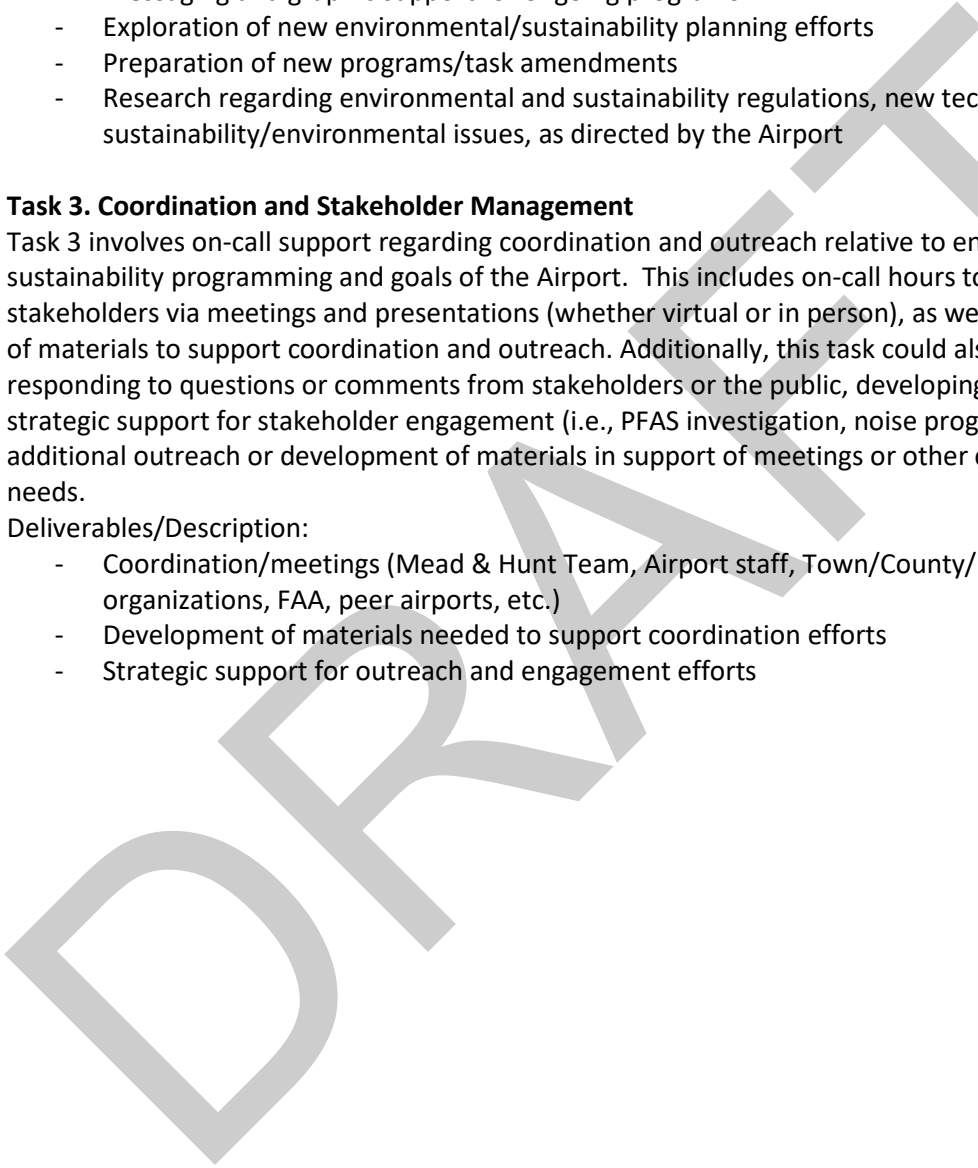 - Exploration of new environmental/sustainability planning efforts
- Preparation of new programs/task amendments
- Research regarding environmental and sustainability regulations, new tec
sustainability/environmental issues, as directed by the Airport
Task 3. Coordination and Stakeholder Management
Task 3 involves on-call support regarding coordination and outreach relative to en
sustainability programming and goals of the Airport.  This includes on-call hours to
stakeholders via meetings and presentations (whether virtual or in person), as we
of materials to support coordination and outreach. Additionally, this task could als
responding to questions or comments from stakeholders or the public, developing
strategic support for stakeholder engagement (i.e., PFAS investigation, noise prog
additional outreach or development of materials in support of meetings or other
needs.
Deliverables/Description:
- Coordination/meetings (Mead & Hunt Team, Airport staff, Town/County/
organizations, FAA, peer airports, etc.)
- Development of materials needed to support coordination efforts
- Strategic support for outreach and engagement efforts
DRAFT